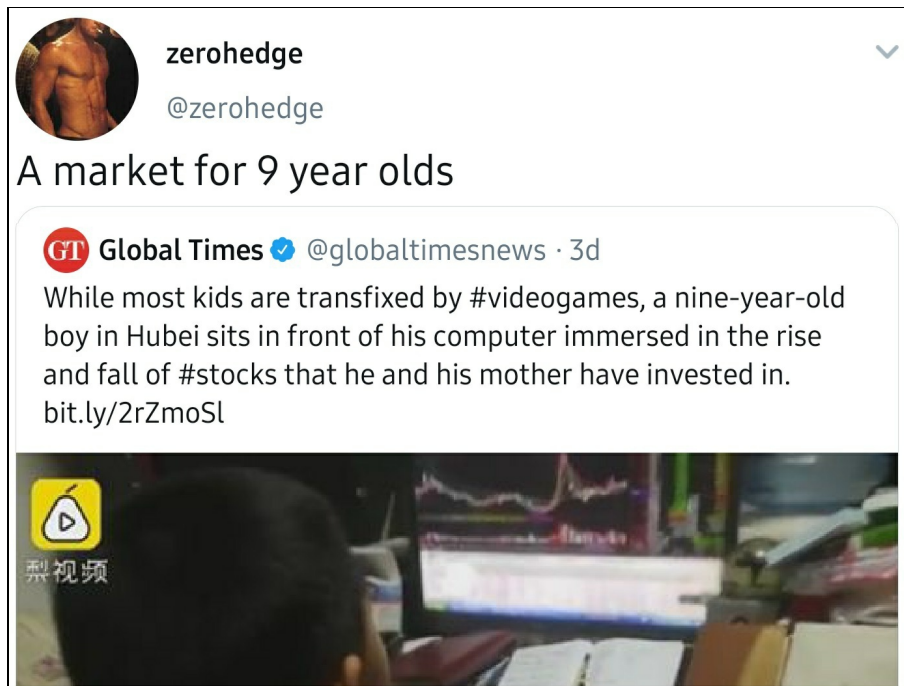 zerohedge
@zerohedge
A market for 9 year olds
GT Global Times @globaltimesnews · 3d
While most kids are transfixed by #videogames, a nine-year-old
boy in Hubei sits in front of his computer immersed in the rise
and fall of #stocks that he and his mother have invested in.
bit.ly/2rZmoSl
梨视频